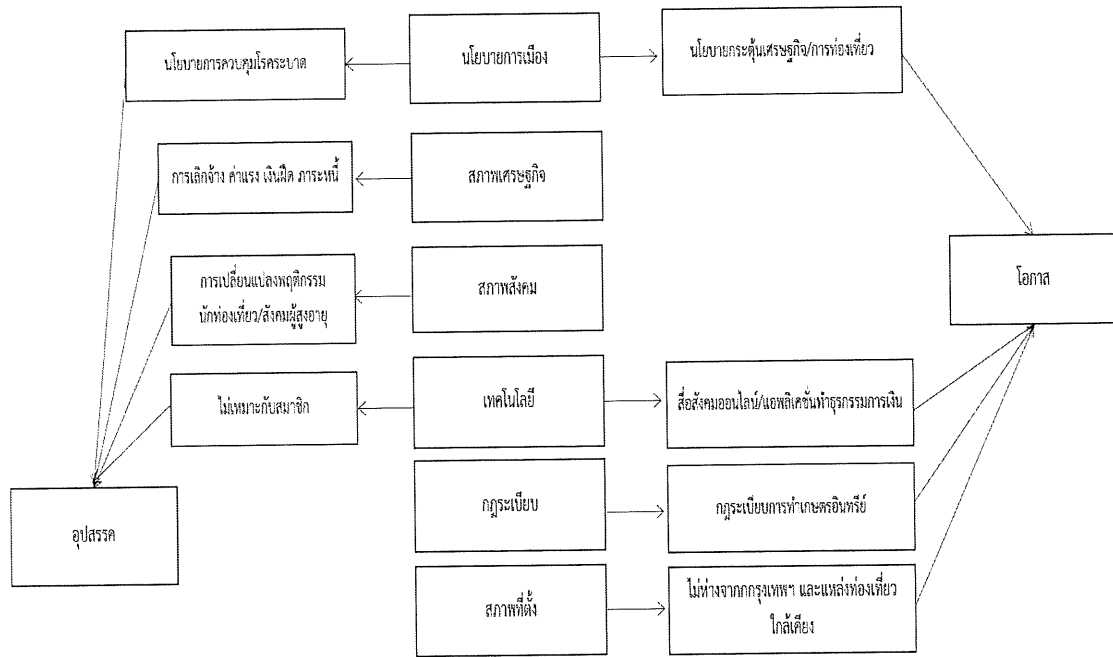 นโยบายการควบคุมโรคระบาด
นโยบายการเมือง
นโยบายกระตุ้นเศรษฐกิจ/การท่องเที่ยว
การเลิกจ้าง ค่าแรง เงินฝืด ภาระหนี้
สภาพเศรษฐกิจ
การเปลี่ยนแปลงพฤติกรรม
นักท่องเที่ยว/สังคมผู้สูงอายุ
สภาพสังคม
โอกาส
ไม่เหมาะกับสมาชิก
เทคโนโลยี
สื่อสังคมออนไลน์/แอพลิเคชั่นทำธุรกรรมการเงิน
อุปสรรค
กฎระเบียบ
กฎระเบียบการทำเกษตรอินทรีย์
สภาพที่ตั้ง
ไม่ห่างจากกกรุงเทพฯ และแหล่งท่องเที่ยว
ใกล้เคียง